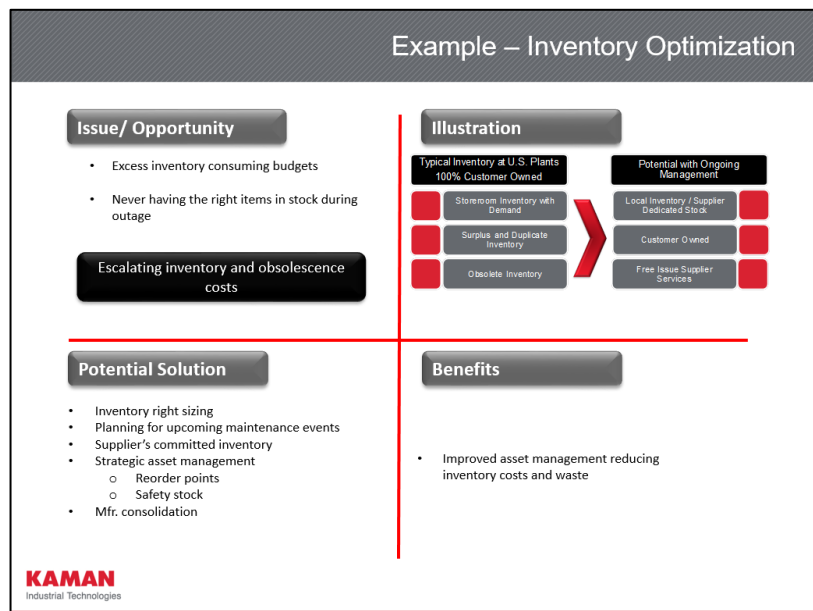 Example – Inventory Optimization
Issue/ Opportunity
• Excess inventory consuming budgets
• Never having the right items in stock during
outage
Escalating inventory and obsolescence
costs
Illustration
Typical Inventory at U.S. Plants
100% Customer Owned
Storeroom Inventory with
Demand
Surplus and Duplicate
Inventory
Obsolete Inventory
Potential with Ongoing
Management
Local Inventory / Supplier
Dedicated Stock
Customer Owned
Free Issue Supplier
Services
Potential Solution
• Inventory right sizing
• Planning for upcoming maintenance events
• Supplier’s committed inventory
• Strategic asset management
o Reorder points
o Safety stock
• Mfr. consolidation
Benefits
• Improved asset management reducing
inventory costs and waste
KAMAN
Industrial Technologies